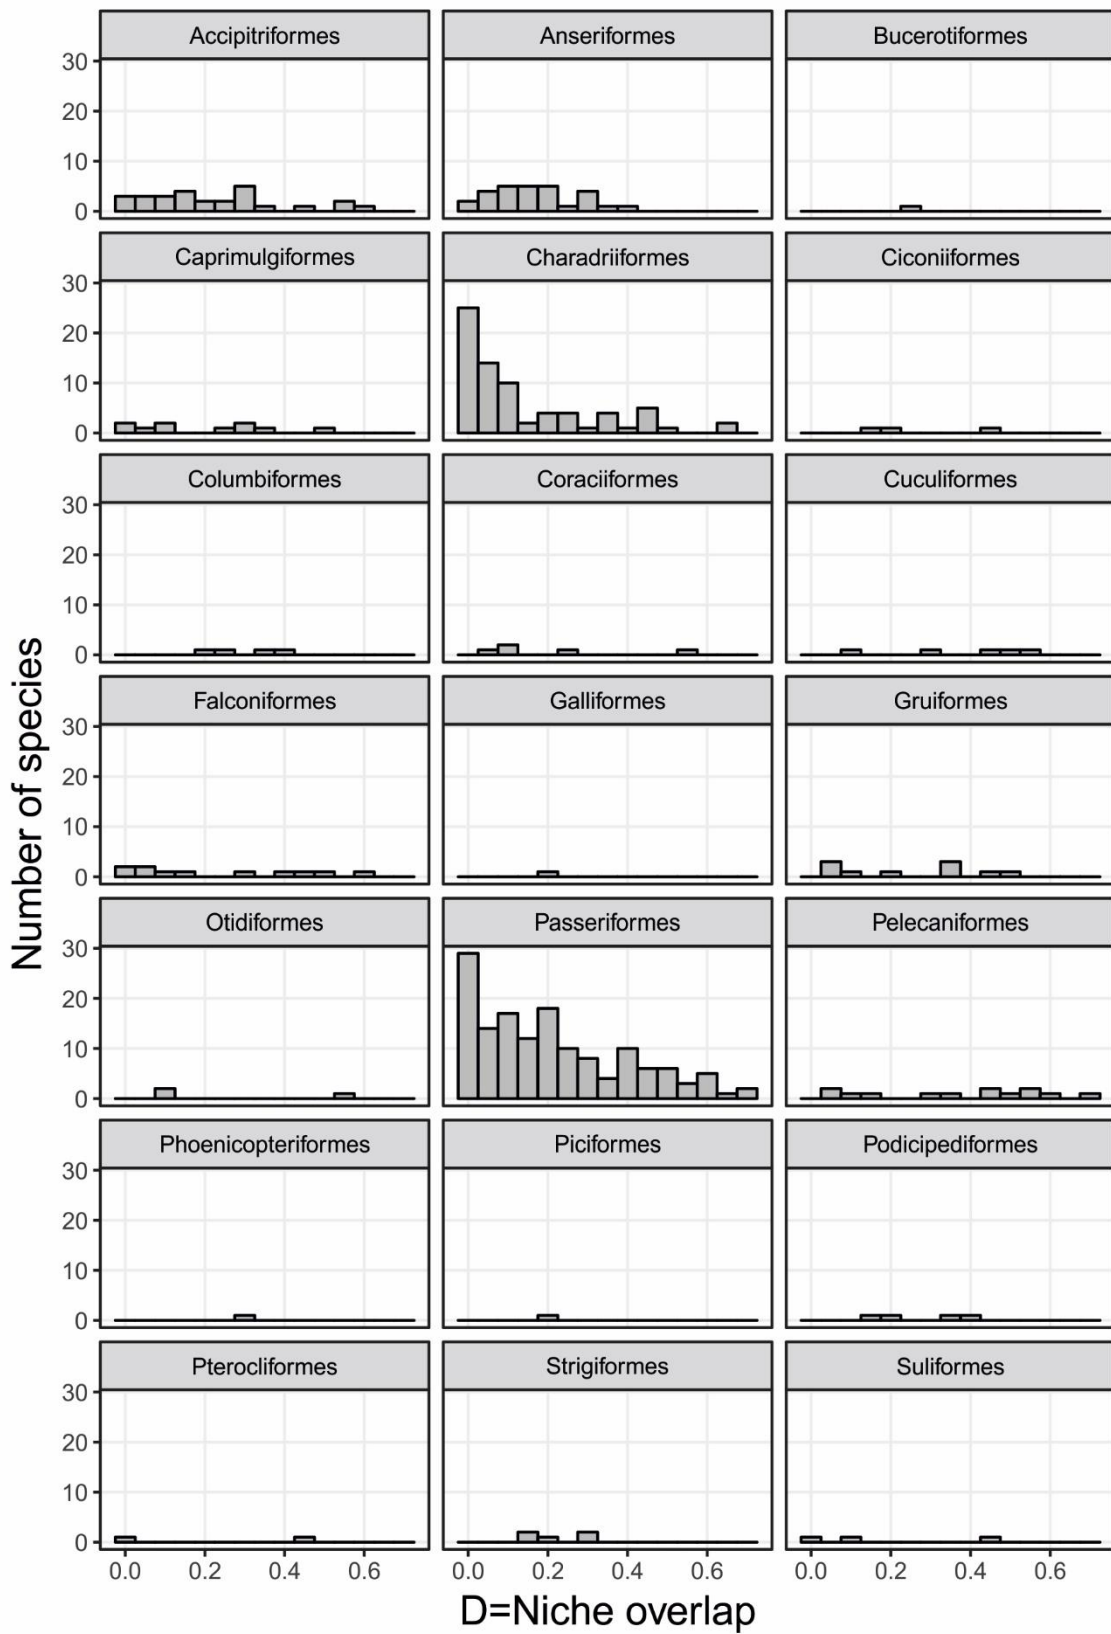 Accipitriformes Anseriformes Bucerotiformes
30
20
10
0
Caprimulgiformes Charadriiformes Ciconiiformes
30
20
10
0
Columbiformes Coraciiformes Cuculiformes
30
20
10
0
Falconiformes Galliformes Gruiformes
30
20
10
0
Otidiformes Passeriformes Pelecaniformes
30
20
10
0
Phoenicopteriformes Piciformes Podicipediformes
30
20
10
0
Pterocliformes Strigiformes Suliformes
30
20
10
0
0.0 0.2 0.4 0.6 0.0 0.2 0.4 0.6 0.0 0.2 0.4 0.6
D=Niche overlap
Number of species